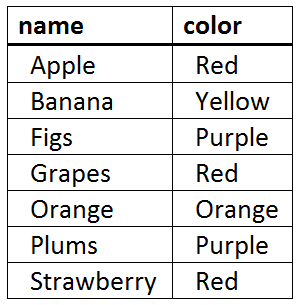 name color
Apple Red
Banana Yellow
Figs Purple
Grapes Red
Orange Orange
Plums Purple
Strawberry Red